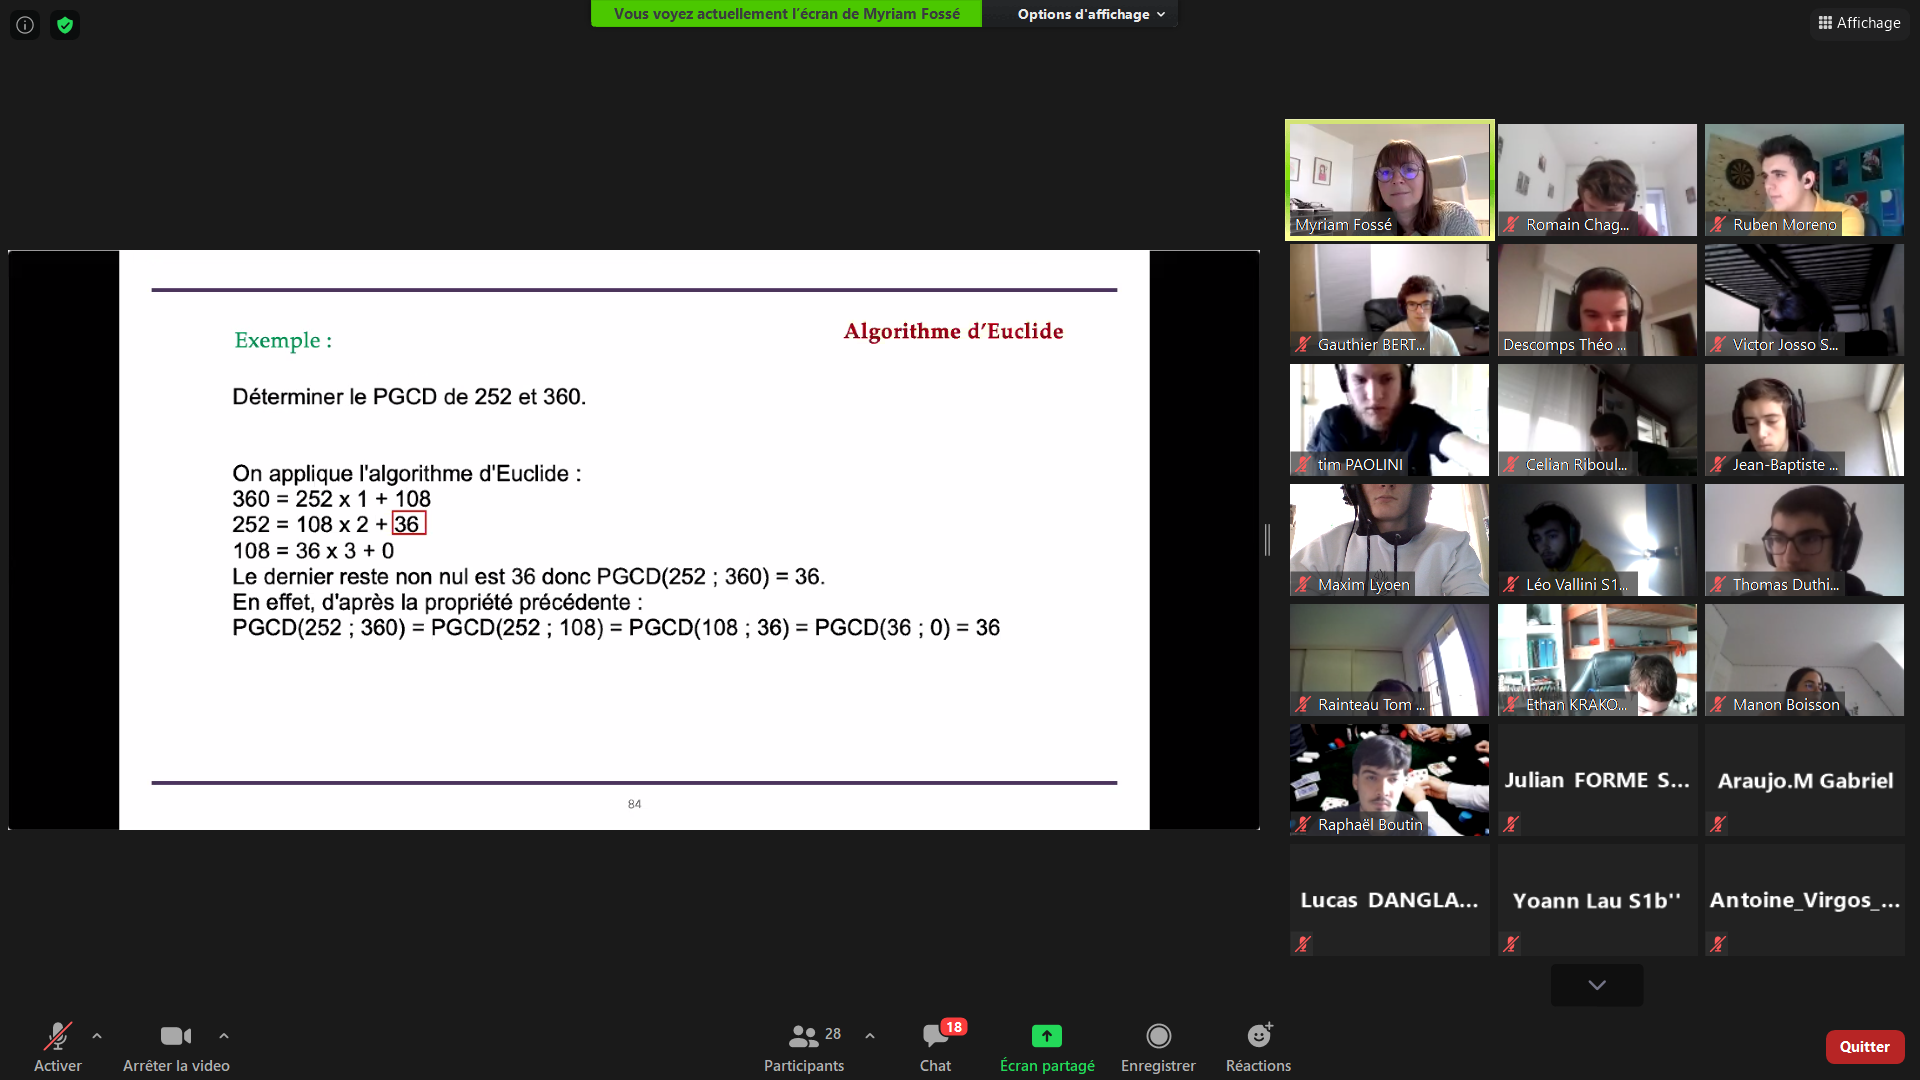 Vous voyez actuellement l'écran de Myriam Fossé
Options d'affichage
Affichage
Exemple :
Algorithme d'Euclide
Déterminer le PGCD de 252 et 360.
On applique l'algorithme d'Euclide :
360 = 252 x 1 + 108
252 = 108 x 2 + 36
108 = 36 x 3 + 0
Le dernier reste non nul est 36 donc PGCD(252 ; 360) = 36.
En effet, d'après la propriété précédente :
PGCD(252 ; 360) = PGCD(252 ; 108) = PGCD(108 ; 36) = PGCD(36 ; 0) = 36
84
Myriam Fossé
Romain Chag...
Ruben Moreno
Gauthier BERT...
Descomps Théo ...
Victor Josso S...
tim PAOLINI
Celian Riboul...
Jean-Baptiste ...
Maxim Lyoen
Léo Vallini S1...
Thomas Duthi...
Rainteau Tom ...
Ethan KRAKO...
Manon Boisson
Raphaël Boutin
Julian FORME S...
Araujo.M Gabriel
Lucas DANGLA...
Yoann Lau S1b''
Antoine_Virgos_...
Activer
Arrêter la video
28
Participants
18
Chat
Écran partagé
Enregistrer
Réactions
Quitter